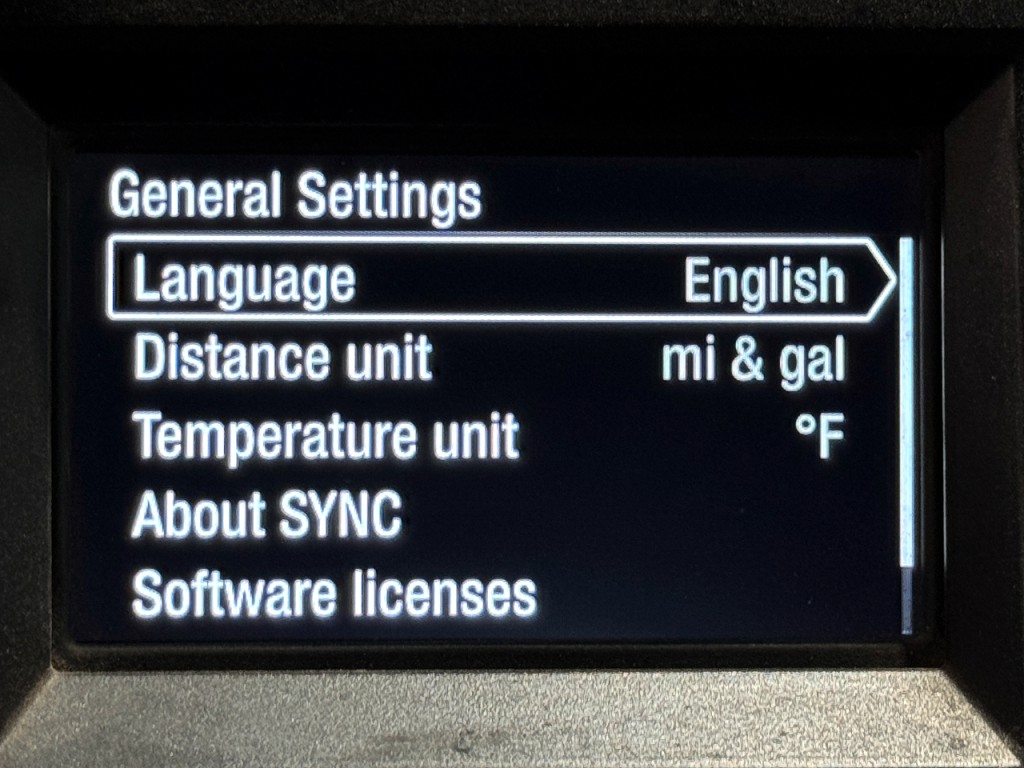 General Settings
Language English
Distance unit mi & gal
Temperature unit °F
About SYNC
Software licenses